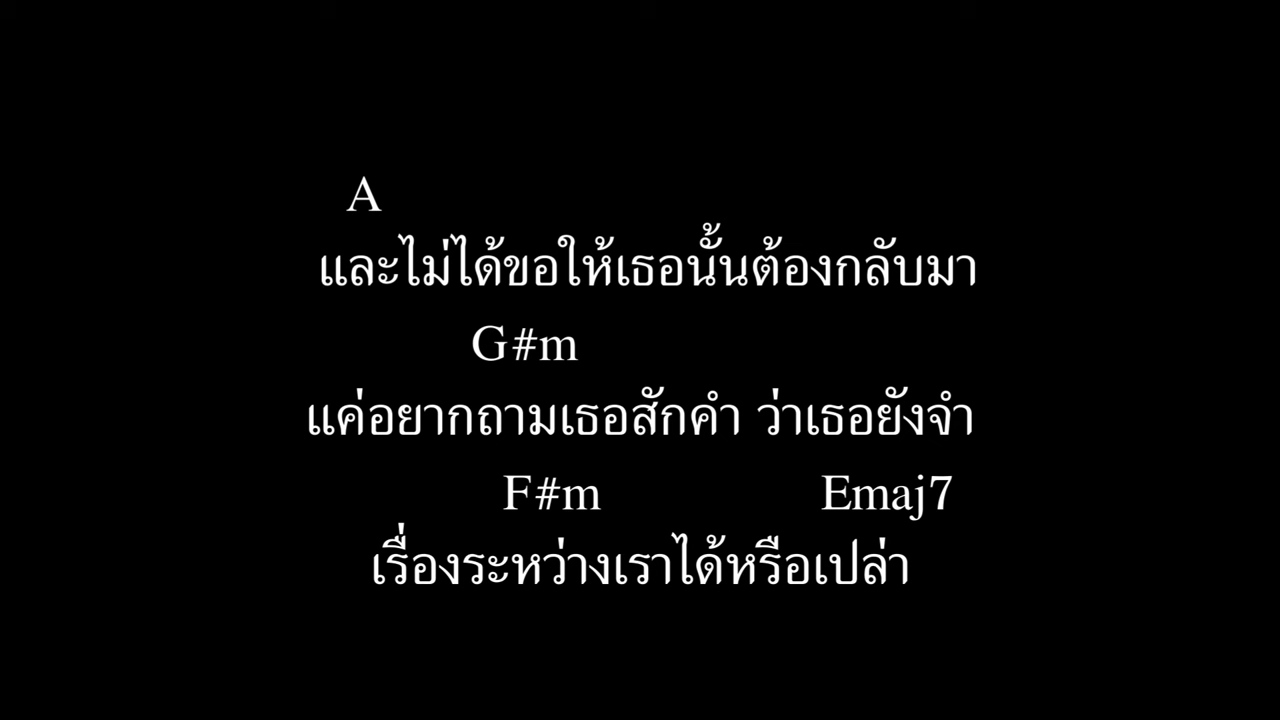 A
และไม่ได้ขอให้เธอนั้นต้องกลับมา
G#m
แค่อยากถามเธอสักคำ ว่าเธอยังจำ
F#m Emaj7
เรื่องระหว่างเราได้หรือเปล่า